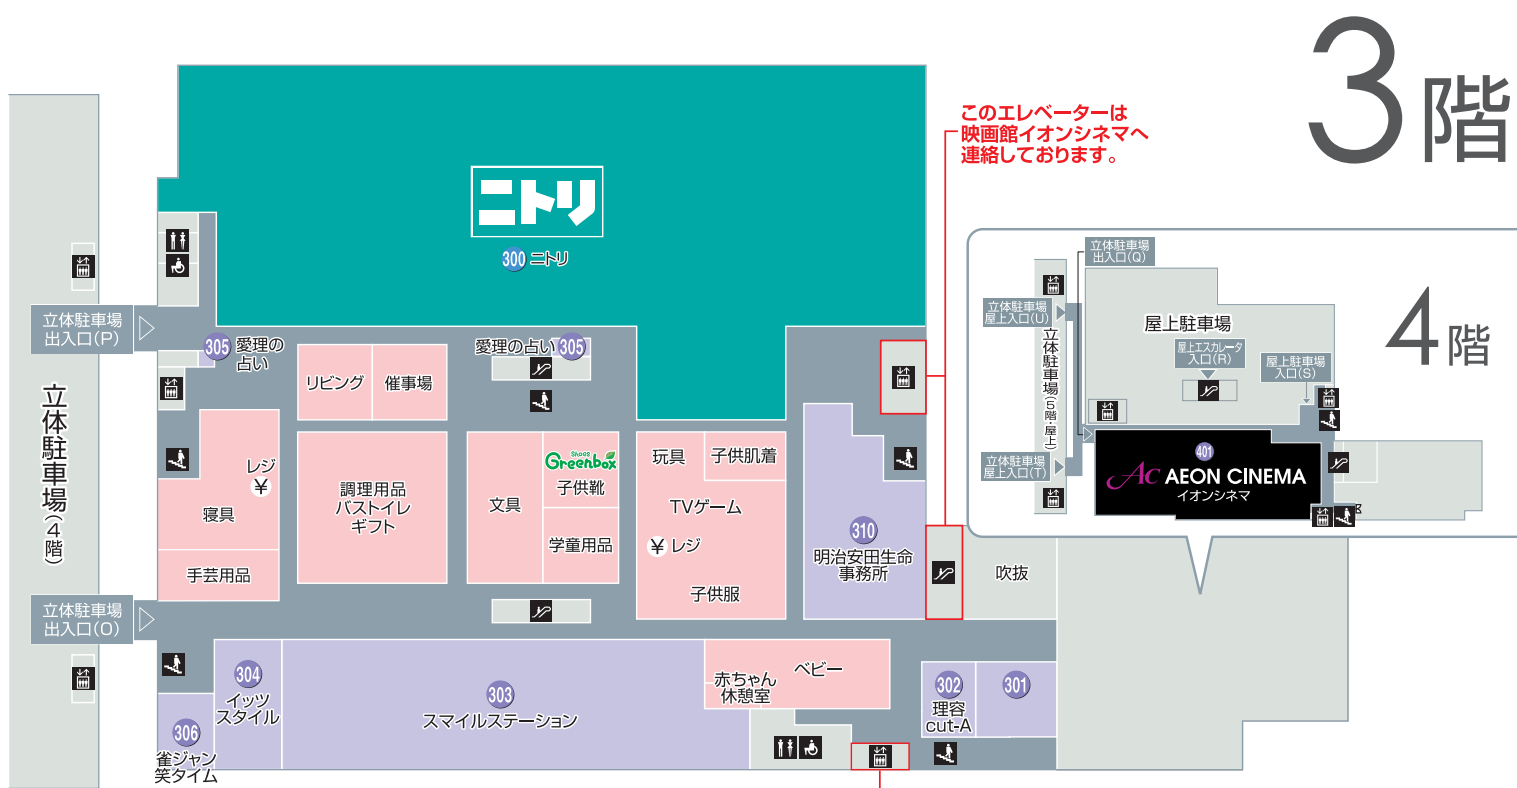 3階
このエレベーターは
映画館イオンシネマへ
連絡しております。
ニトリ
300 ニトリ
立体駐車場
出入口(P)
305 愛理の
占い
愛理の占い 305
リビング
催事場
立体駐車場(4階)
レジ
¥
寝具
手芸用品
調理用品
バストイレ
ギフト
文具
Shoes
Greenbox
子供靴
学童用品
玩具
子供肌着
TVゲーム
¥ レジ
子供服
310
明治安田生命
事務所
吹抜
立体駐車場
出入口(O)
304
イッツ
スタイル
306
雀ジャン
笑タイム
303
スマイルステーション
赤ちゃん
休憩室
ベビー
302
理容
cut-A
301
4階
立体駐車場
出入口(Q)
立体駐車場
屋上入口(U)
立体駐車場(5階・屋上)
屋上駐車場
屋上エスカレータ
入口(R)
屋上駐車場
入口(S)
立体駐車場
屋上入口(T)
401
Ac AEON CINEMA
イオンシネマ